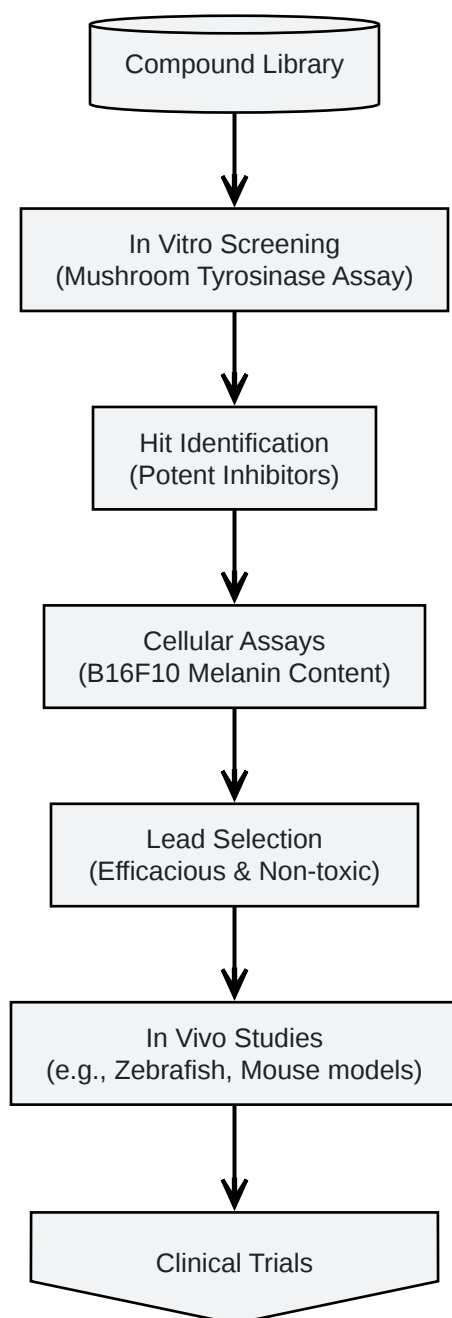 Compound Library
In Vitro Screening
(Mushroom Tyrosinase Assay)
Hit Identification
(Potent Inhibitors)
Cellular Assays
(B16F10 Melanin Content)
Lead Selection
(Efficacious & Non-toxic)
In Vivo Studies
(e.g., Zebrafish, Mouse models)
Clinical Trials